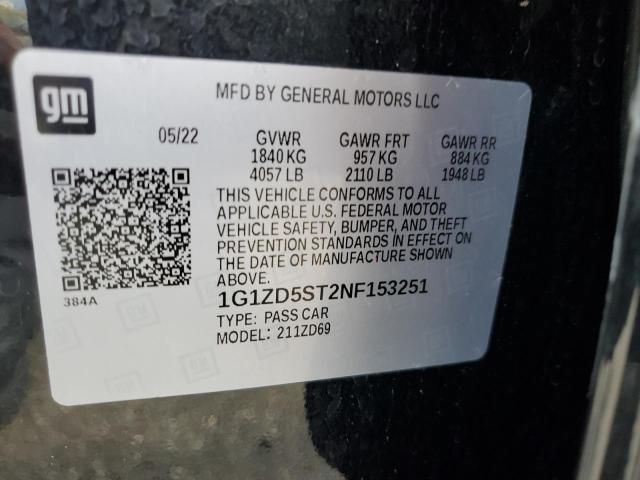 gm
MFD BY GENERAL MOTORS LLC
05/22 GVWR GAWR FRT GAWR RR
1840 KG 957 KG 884 KG
4057 LB 2110 LB 1948 LB
THIS VEHICLE CONFORMS TO ALL
APPLICABLE U.S. FEDERAL MOTOR
VEHICLE SAFETY, BUMPER, AND THEFT
PREVENTION STANDARDS IN EFFECT ON
THE DATE OF MANUFACTURE SHOWN
ABOVE.
384A
1G1ZD5ST2NF153251
TYPE: PASS CAR
MODEL: 211ZD69